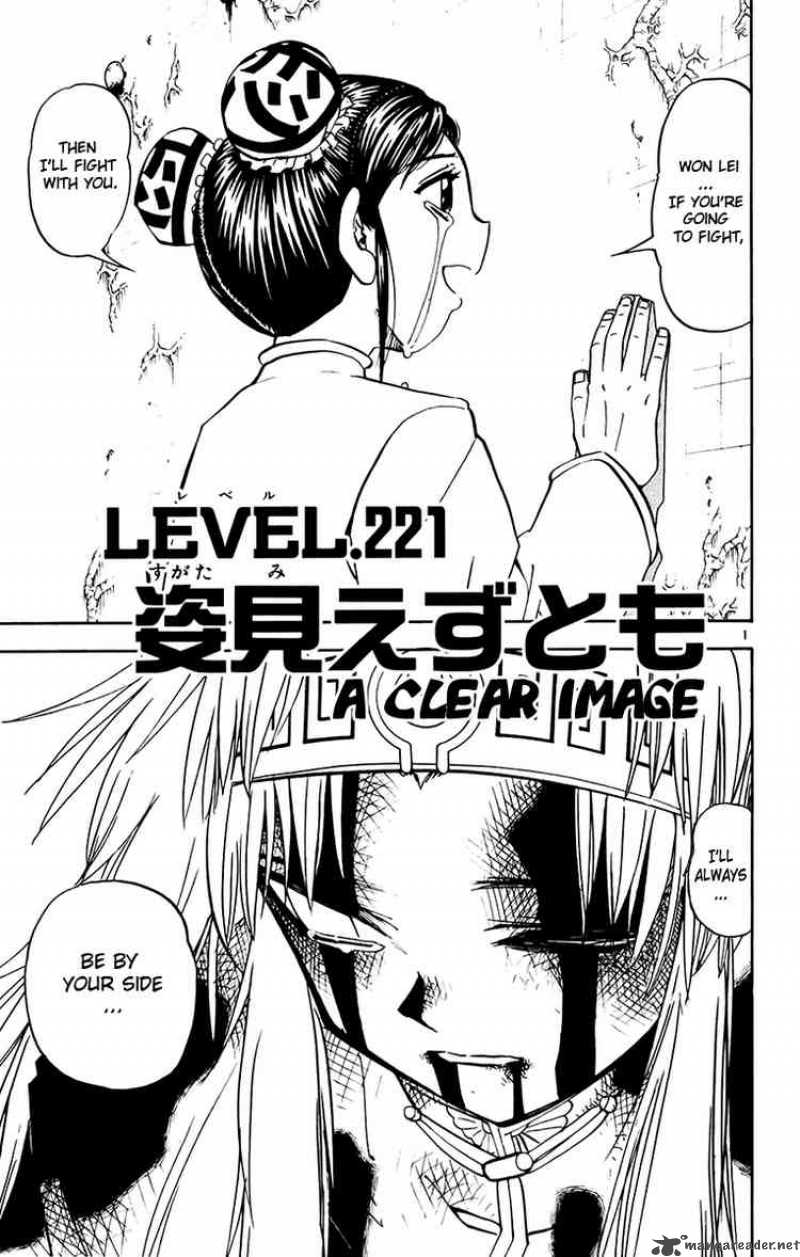 WON LEI
...
IF YOU'RE
GOING
TO FIGHT,
THEN
I'LL FIGHT
WITH YOU.
レベル
LEVEL.221
すがたみ
姿見えずとも
A CLEAR IMAGE
1
I'LL
ALWAYS
...
BE BY
YOUR SIDE
...
mangareader.net